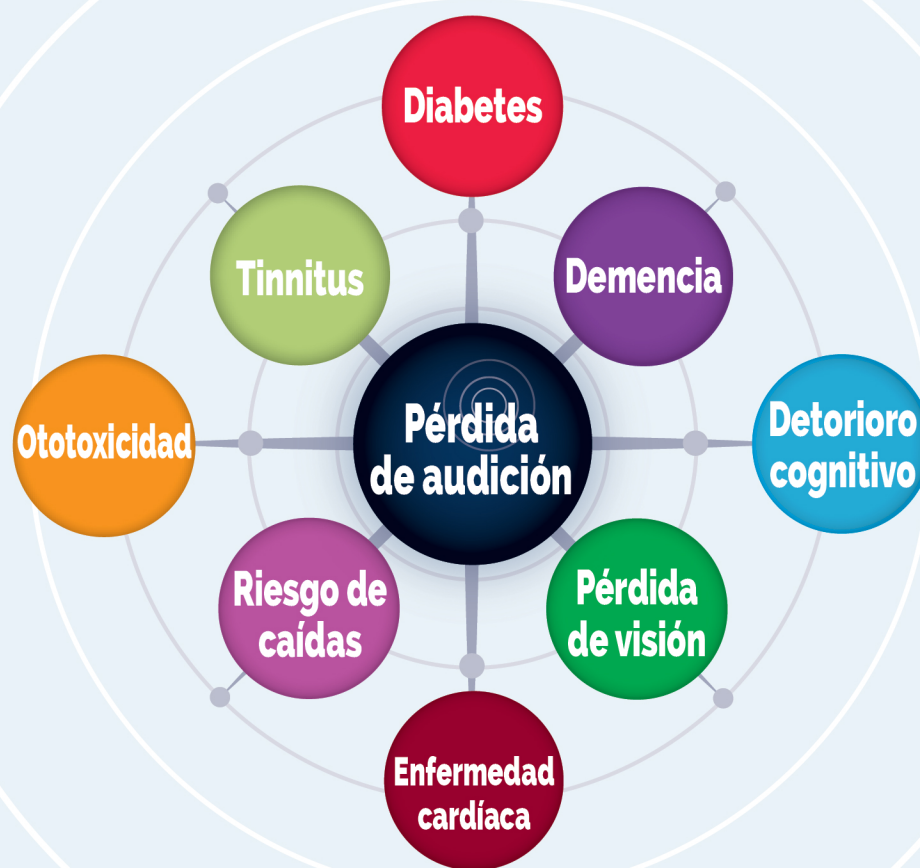 Diabetes
Tinnitus
Demencia
Ototoxicidad
Pérdida
de audición
Detorioro
cognitivo
Riesgo de
caídas
Pérdida
de visión
Enfermedad
cardíaca